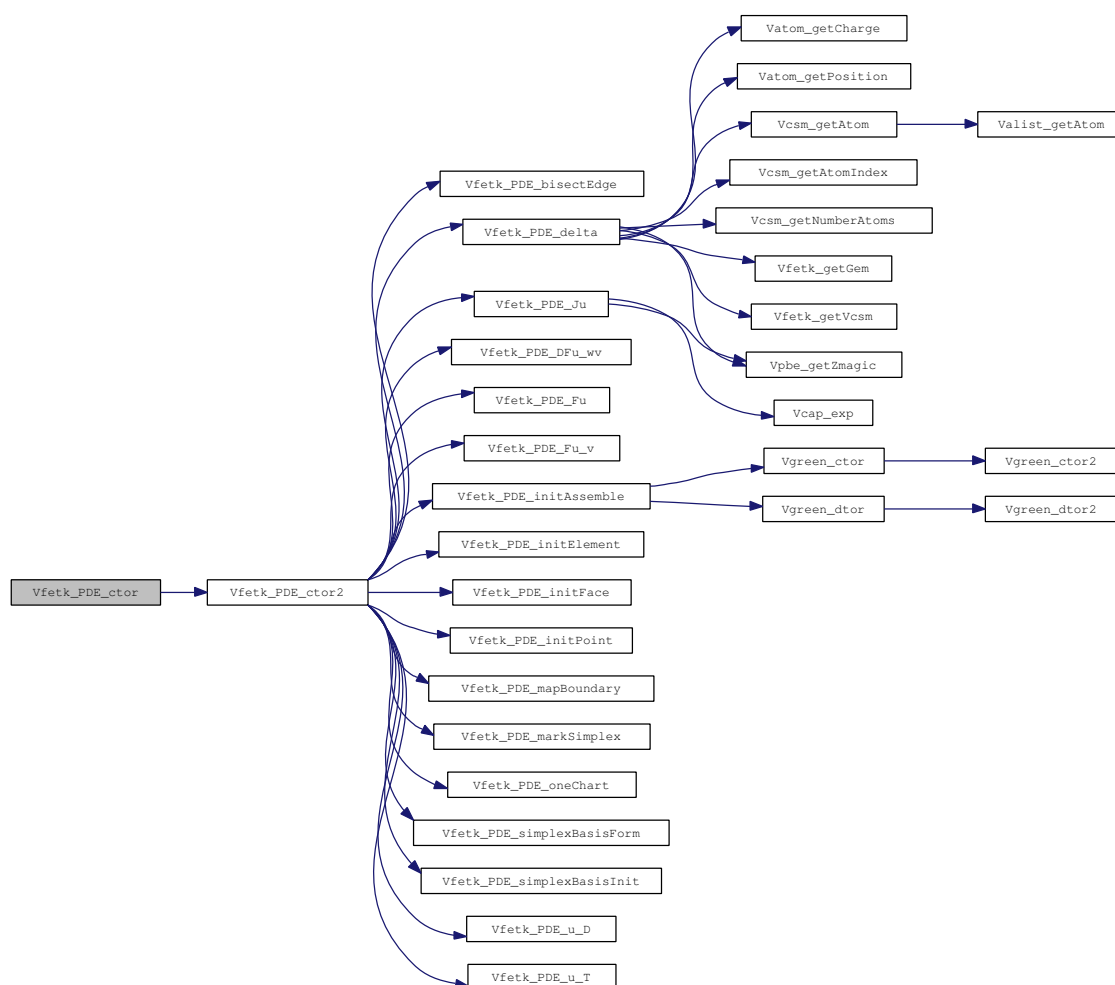 Vatom_getCharge
Vatom_getPosition
Vcsm_getAtom
Valist_getAtom
Vcsm_getAtomIndex
Vfetk_PDE_bisectEdge
Vcsm_getNumberAtoms
Vfetk_PDE_delta
Vfetk_getGem
Vfetk_PDE_Ju
Vfetk_getVcsm
Vfetk_PDE_DFu_wv
Vpbe_getZmagic
Vfetk_PDE_Fu
Vcap_exp
Vfetk_PDE_Fu_v
Vgreen_ctor
Vgreen_ctor2
Vfetk_PDE_initAssemble
Vgreen_dtor
Vgreen_dtor2
Vfetk_PDE_initElement
Vfetk_PDE_ctor
Vfetk_PDE_ctor2
Vfetk_PDE_initFace
Vfetk_PDE_initPoint
Vfetk_PDE_mapBoundary
Vfetk_PDE_markSimplex
Vfetk_PDE_oneChart
Vfetk_PDE_simplexBasisForm
Vfetk_PDE_simplexBasisInit
Vfetk_PDE_u_D
Vfetk_PDE_u_T